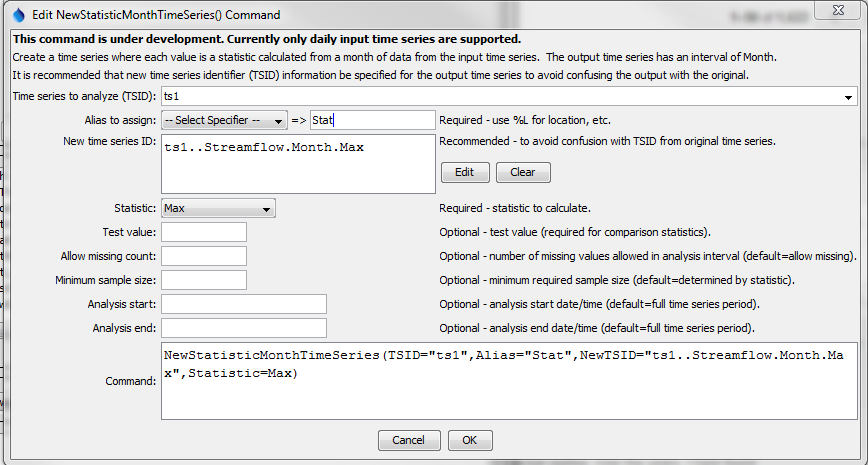 Edit NewStatisticMonthTimeSeries() Command
This command is under development. Currently only daily input time series are supported.
Create a time series where each value is a statistic calculated from a month of data from the input time series. The output time series has an interval of Month.
It is recommended that new time series identifier (TSID) information be specified for the output time series to avoid confusing the output with the original.
Time series to analyze (TSID): ts1
Alias to assign: -- Select Specifier -- => Stat Required - use %L for location, etc.
New time series ID: ts1..Streamflow.Month.Max Recommended - to avoid confusion with TSID from original time series.
Edit Clear
Statistic: Max Required - statistic to calculate.
Test value: Optional - test value (required for comparison statistics).
Allow missing count: Optional - number of missing values allowed in analysis interval (default=allow missing).
Minimum sample size: Optional - minimum required sample size (default=determined by statistic).
Analysis start: Optional - analysis start date/time (default=full time series period).
Analysis end: Optional - analysis end date/time (default=full time series period).
Command: NewStatisticMonthTimeSeries(TSID="ts1",Alias="Stat",NewTSID="ts1..Streamflow.Month.Ma
x",Statistic=Max)
Cancel OK